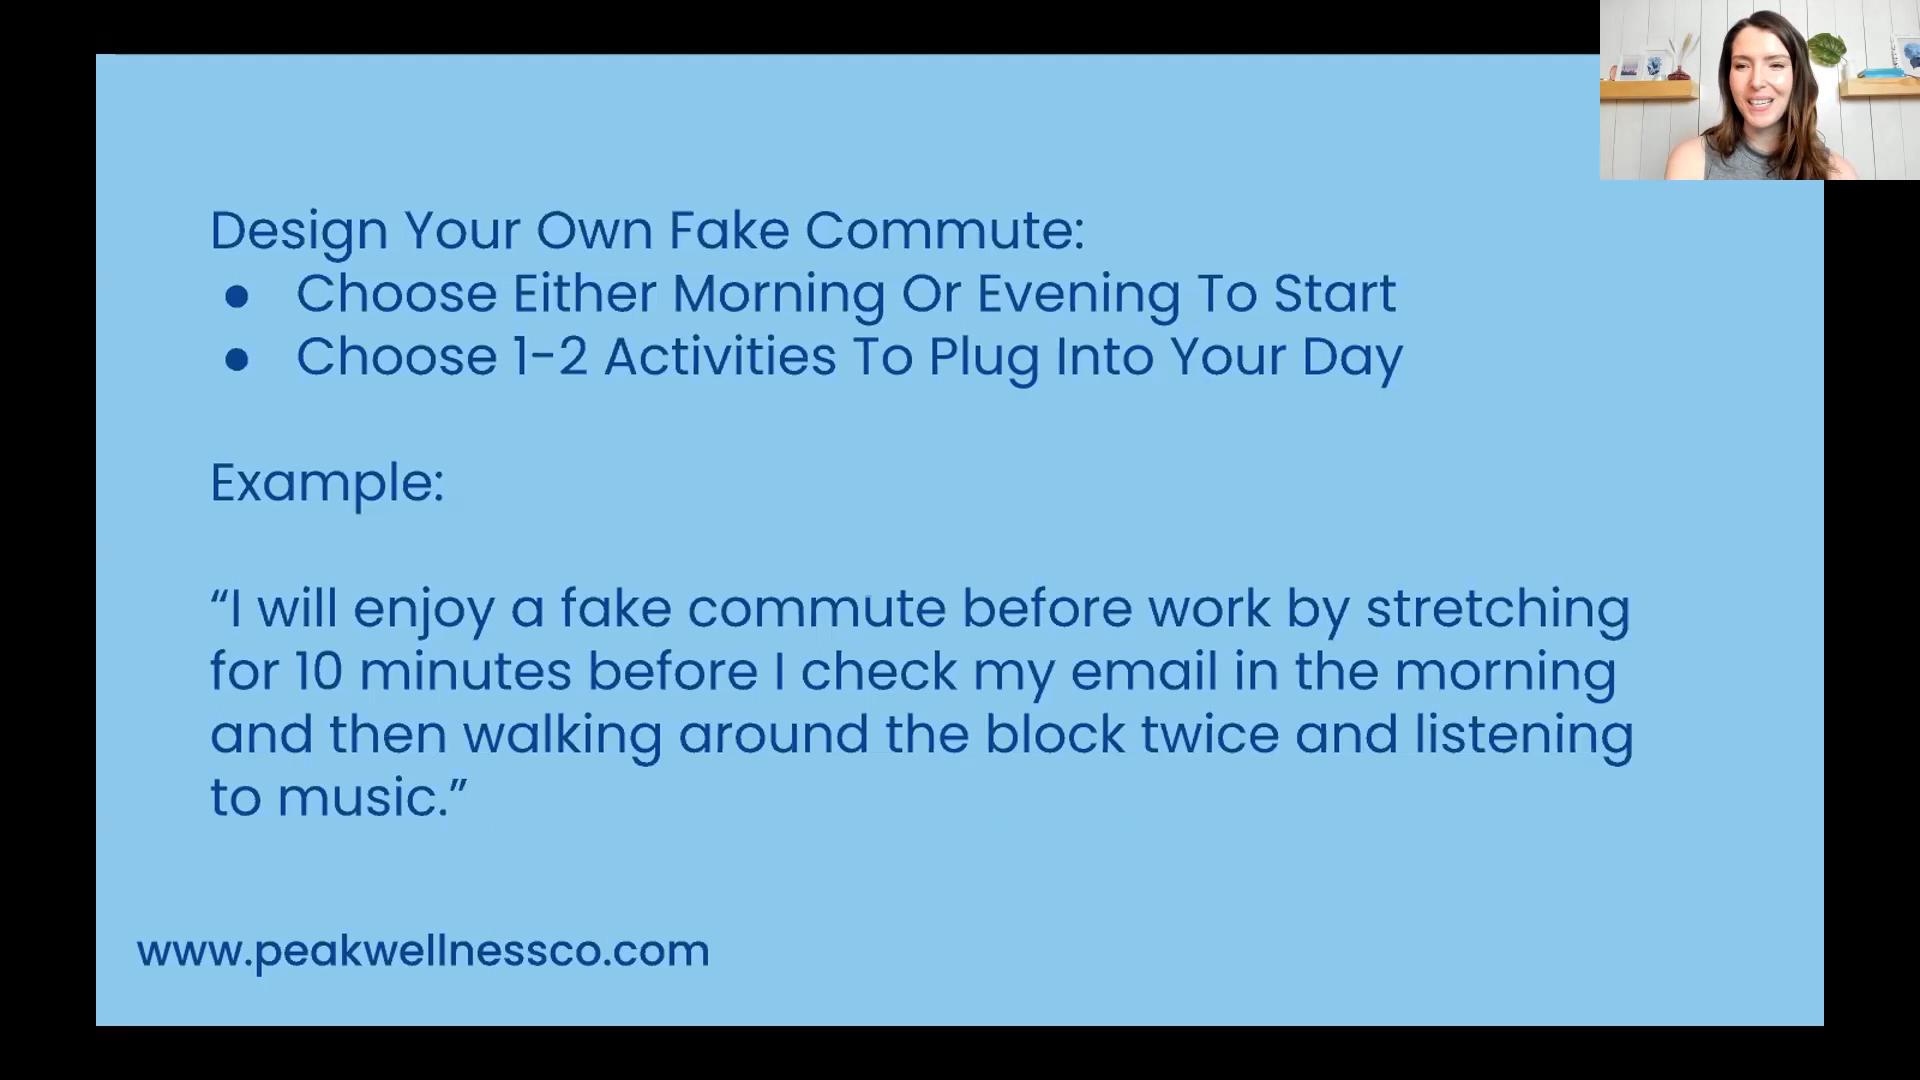 Design Your Own Fake Commute:
● Choose Either Morning Or Evening To Start
● Choose 1-2 Activities To Plug Into Your Day
Example:
“I will enjoy a fake commute before work by stretching
for 10 minutes before I check my email in the morning
and then walking around the block twice and listening
to music.”
www.peakwellnessco.com